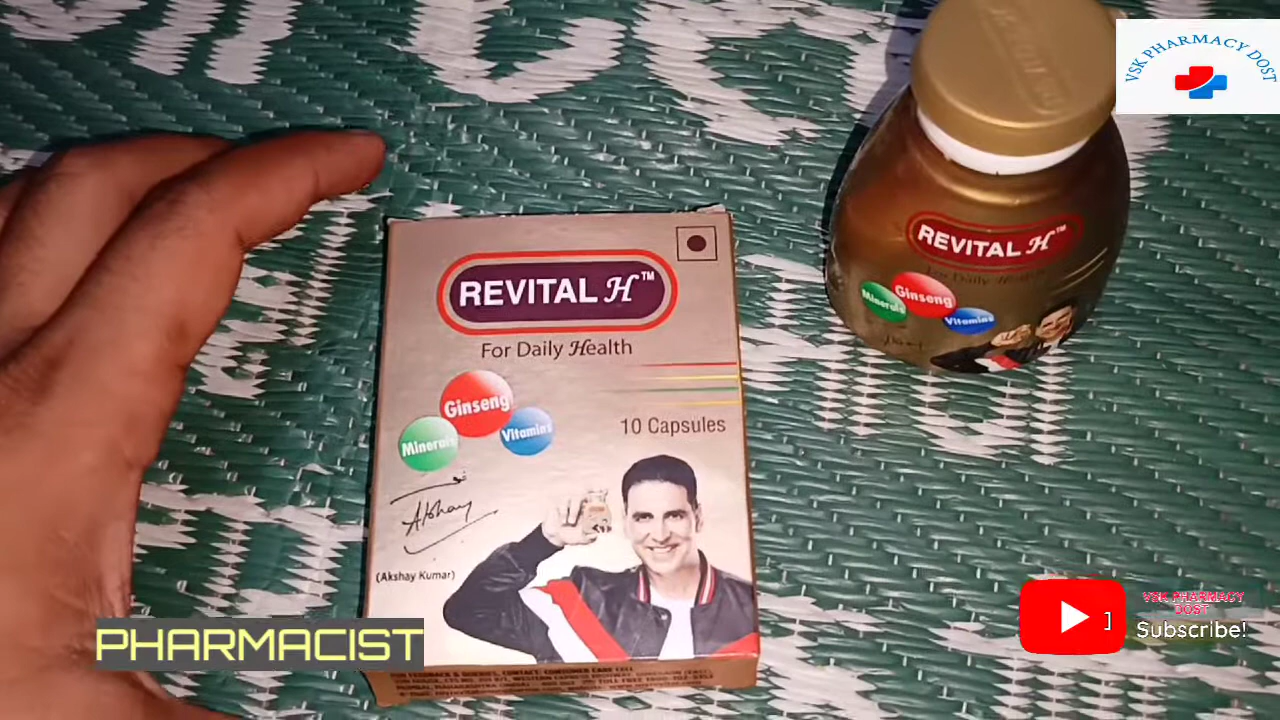 VSK PHARMACY DOST
REVITAL H™
For Daily Health
Ginseng
Minerals
Vitamins
10 Capsules
Akshay
(Akshay Kumar)
REVITAL H™
For Daily Health
Ginseng
Minerals
Vitamins
PHARMACIST
VSK PHARMACY
DOST
Subscribe!